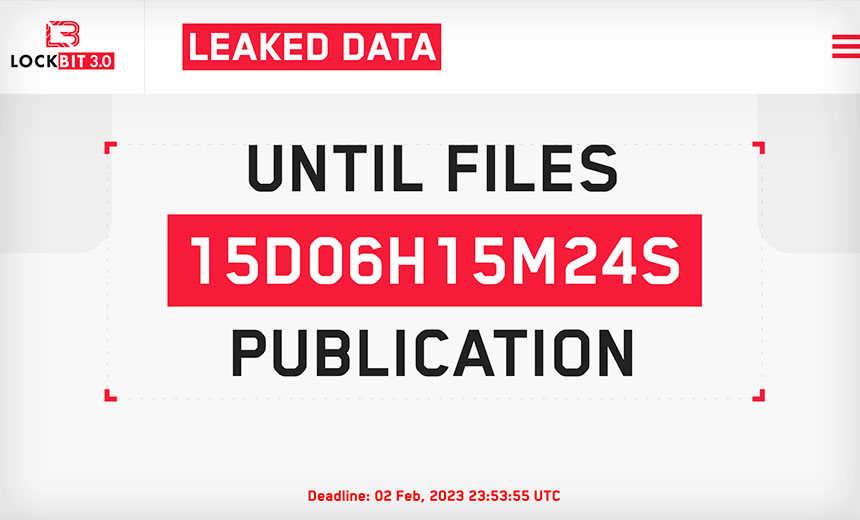 LOCKBIT 3.0
LEAKED DATA
UNTIL FILES
15D06H15M24S
PUBLICATION
Deadline: 02 Feb, 2023 23:53:55 UTC